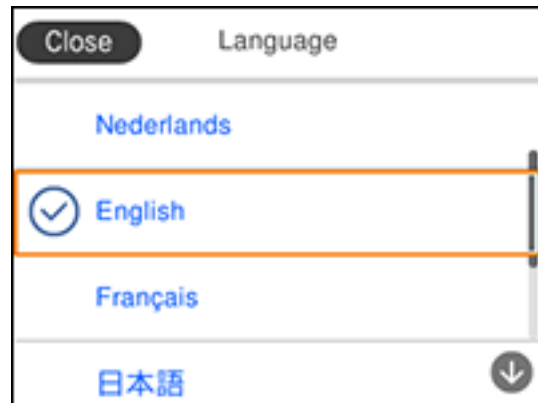 Close Language
Nederlands
English
Français
日本語